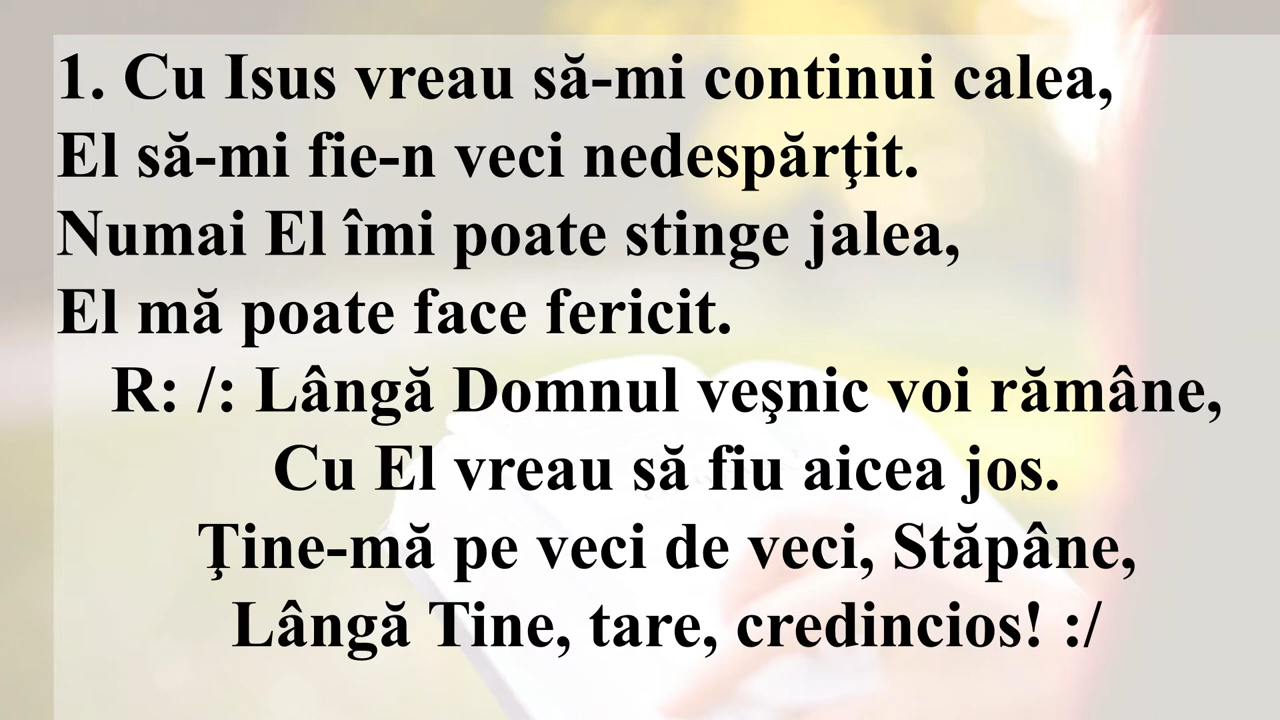 1. Cu Isus vreau să-mi continui calea,
El să-mi fie-n veci nedespărţit.
Numai El îmi poate stinge jalea,
El mă poate face fericit.
R: /: Lângă Domnul veşnic voi rămâne,
Cu El vreau să fiu aicea jos.
Ţine-mă pe veci de veci, Stăpâne,
Lângă Tine, tare, credincios! :/